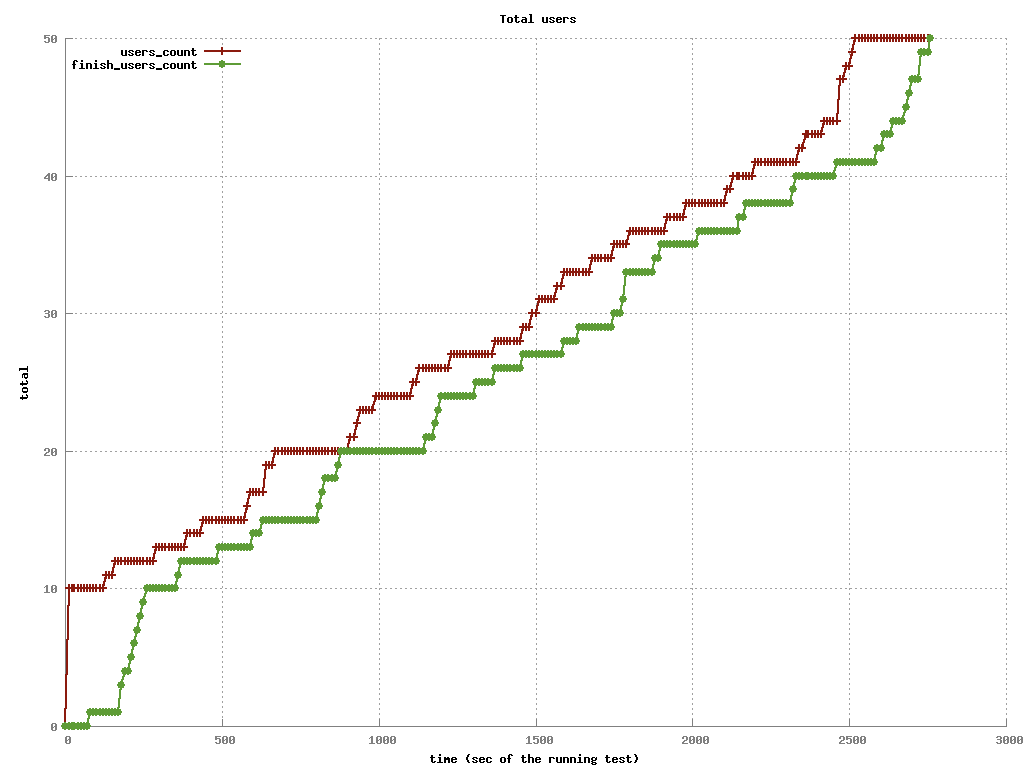 Total users
users_count
finish_users_count
50
40
30
20
10
0
total
0 500 1000 1500 2000 2500 3000
time (sec of the running test)